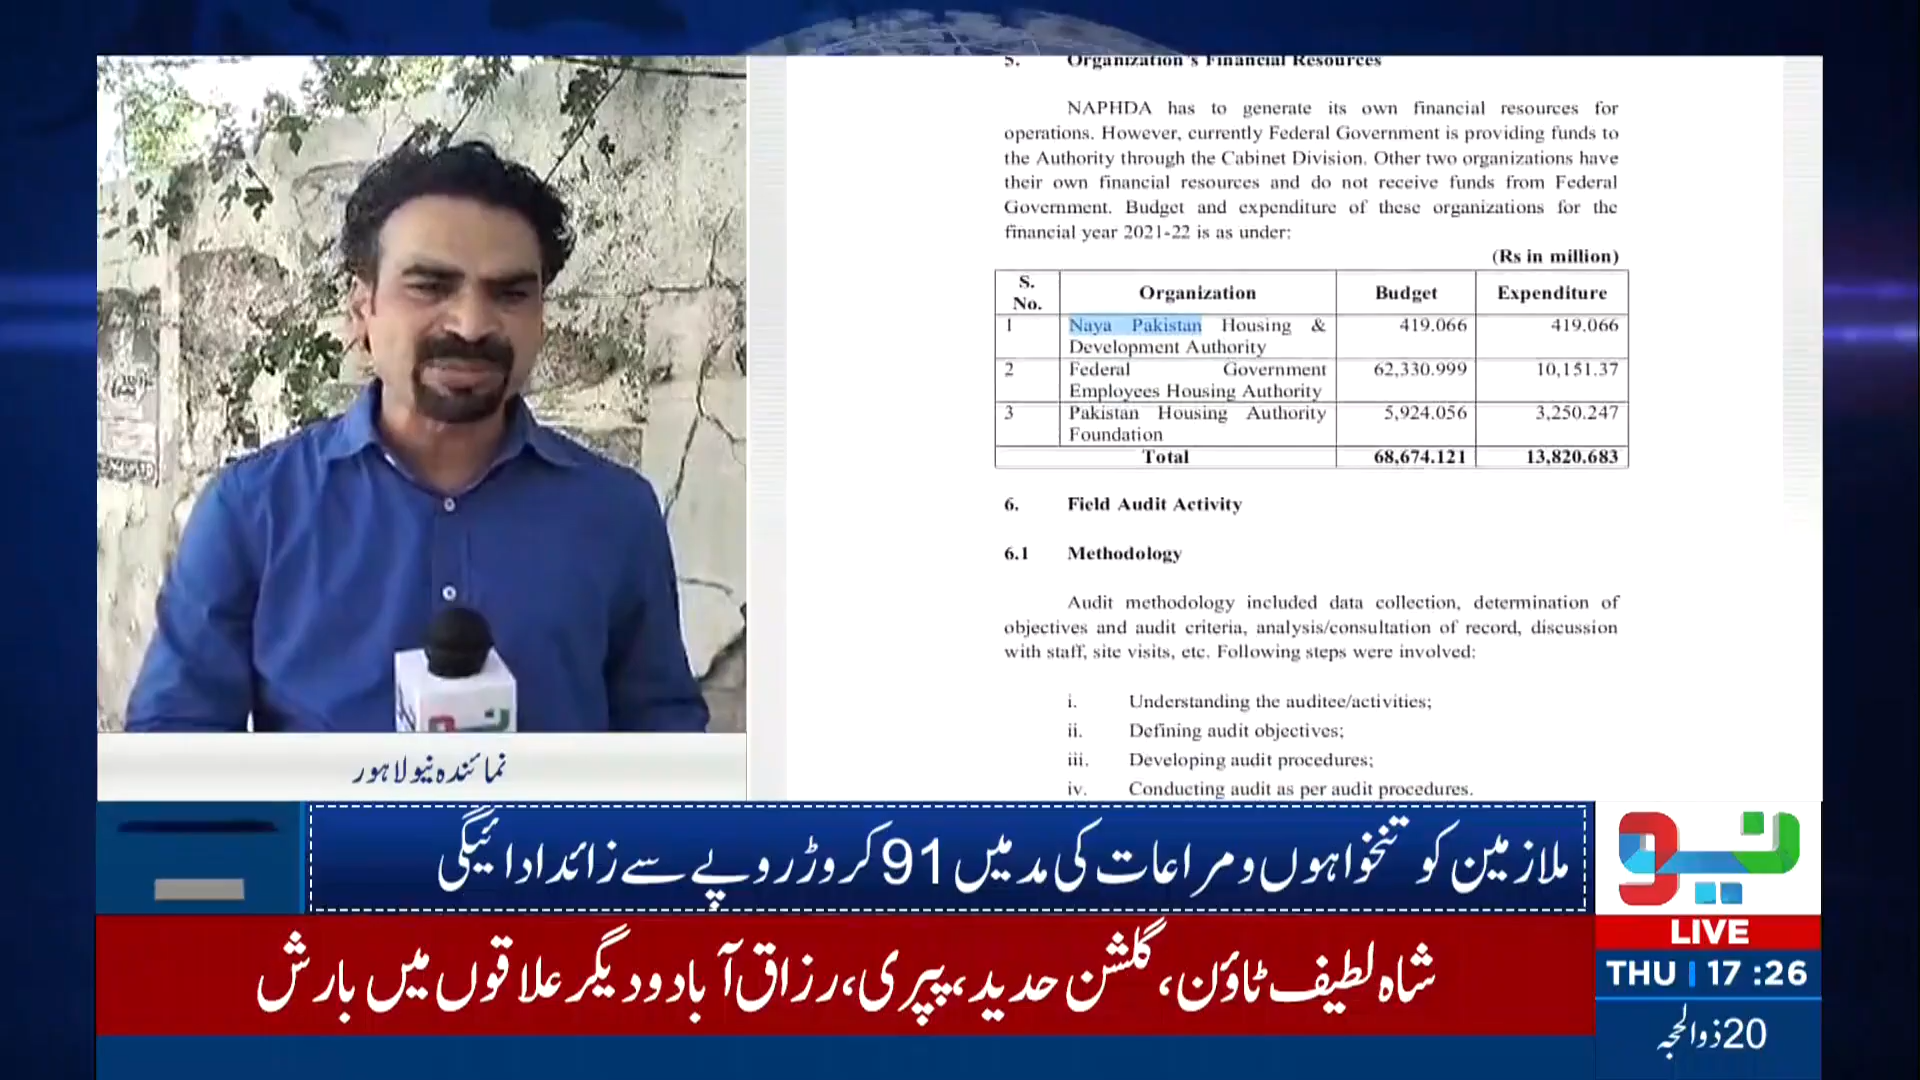 5. Organization's Financial Resources
NAPHDA has to generate its own financial resources for
operations. However, currently Federal Government is providing funds to
the Authority through the Cabinet Division. Other two organizations have
their own financial resources and do not receive funds from Federal
Government. Budget and expenditure of these organizations for the
financial year 2021-22 is as under:
(Rs in million)
S. No. Organization Budget Expenditure
1 Naya Pakistan Housing & Development Authority 419.066 419.066
2 Federal Government Employees Housing Authority 62,330.999 10,151.37
3 Pakistan Housing Authority Foundation 5,924.056 3,250.247
Total 68,674.121 13,820.683
6. Field Audit Activity
6.1 Methodology
Audit methodology included data collection, determination of
objectives and audit criteria, analysis/consultation of record, discussion
with staff, site visits, etc. Following steps were involved:
i. Understanding the auditee/activities;
ii. Defining audit objectives;
iii. Developing audit procedures;
iv. Conducting audit as per audit procedures.
نیو
نمائندہ نیو لاہور
ملازمین کو تنخواہوں و مراعات کی مد میں 91 کروڑ روپے سے زائد ادائیگی
شاہ لطیف ٹاؤن، گلشن حدید، پپری، رزاق آباد و دیگر علاقوں میں بارش
نیو
LIVE
THU | 17:26
20 ذوالحجہ